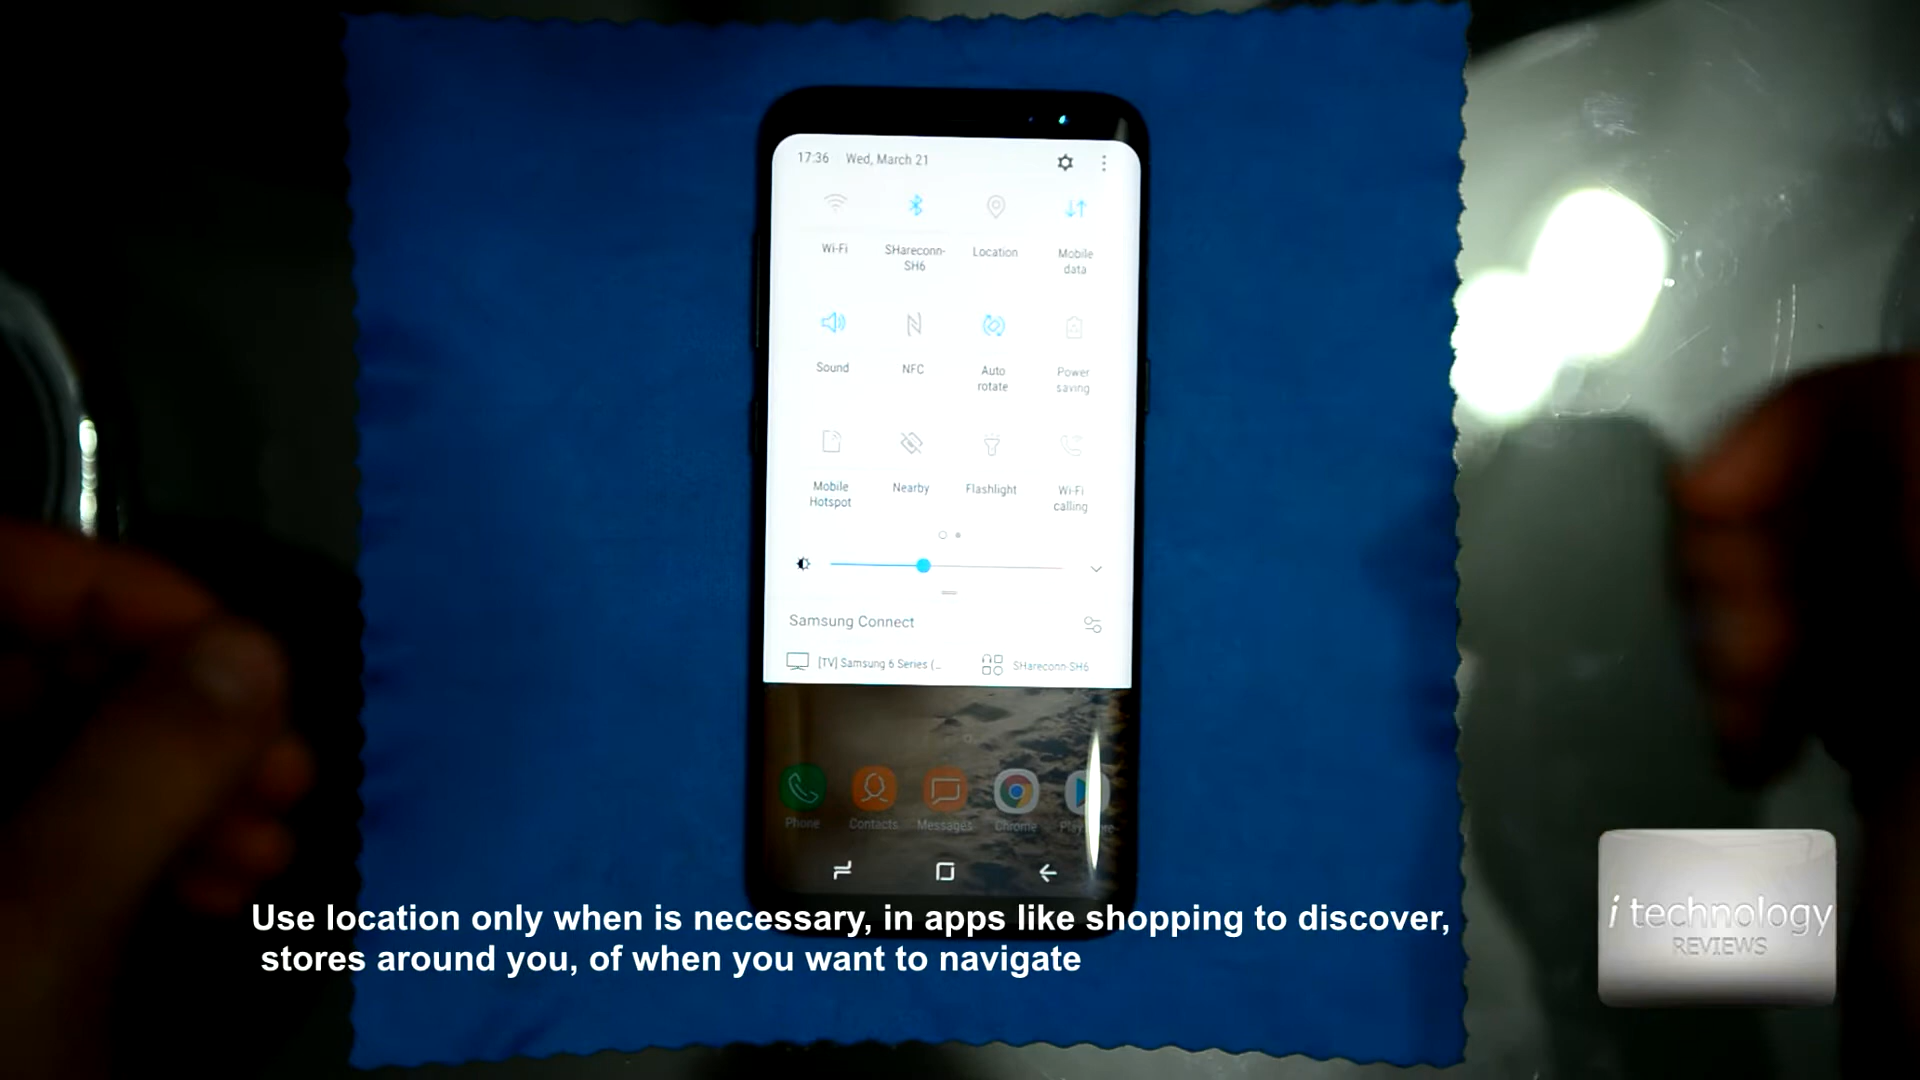 17:36 Wed, March 21
Wi-Fi
SHareconn-
SH6
Location
Mobile
data
Sound
NFC
Auto
rotate
Power
saving
Mobile
Hotspot
Nearby
Flashlight
Wi-Fi
calling
Samsung Connect
[TV] Samsung 6 Series (...
SHareconn-SH6
Phone
Contacts
Messages
Chrome
Play
Use location only when is necessary, in apps like shopping to discover,
stores around you, of when you want to navigate
i technology
REVIEWS